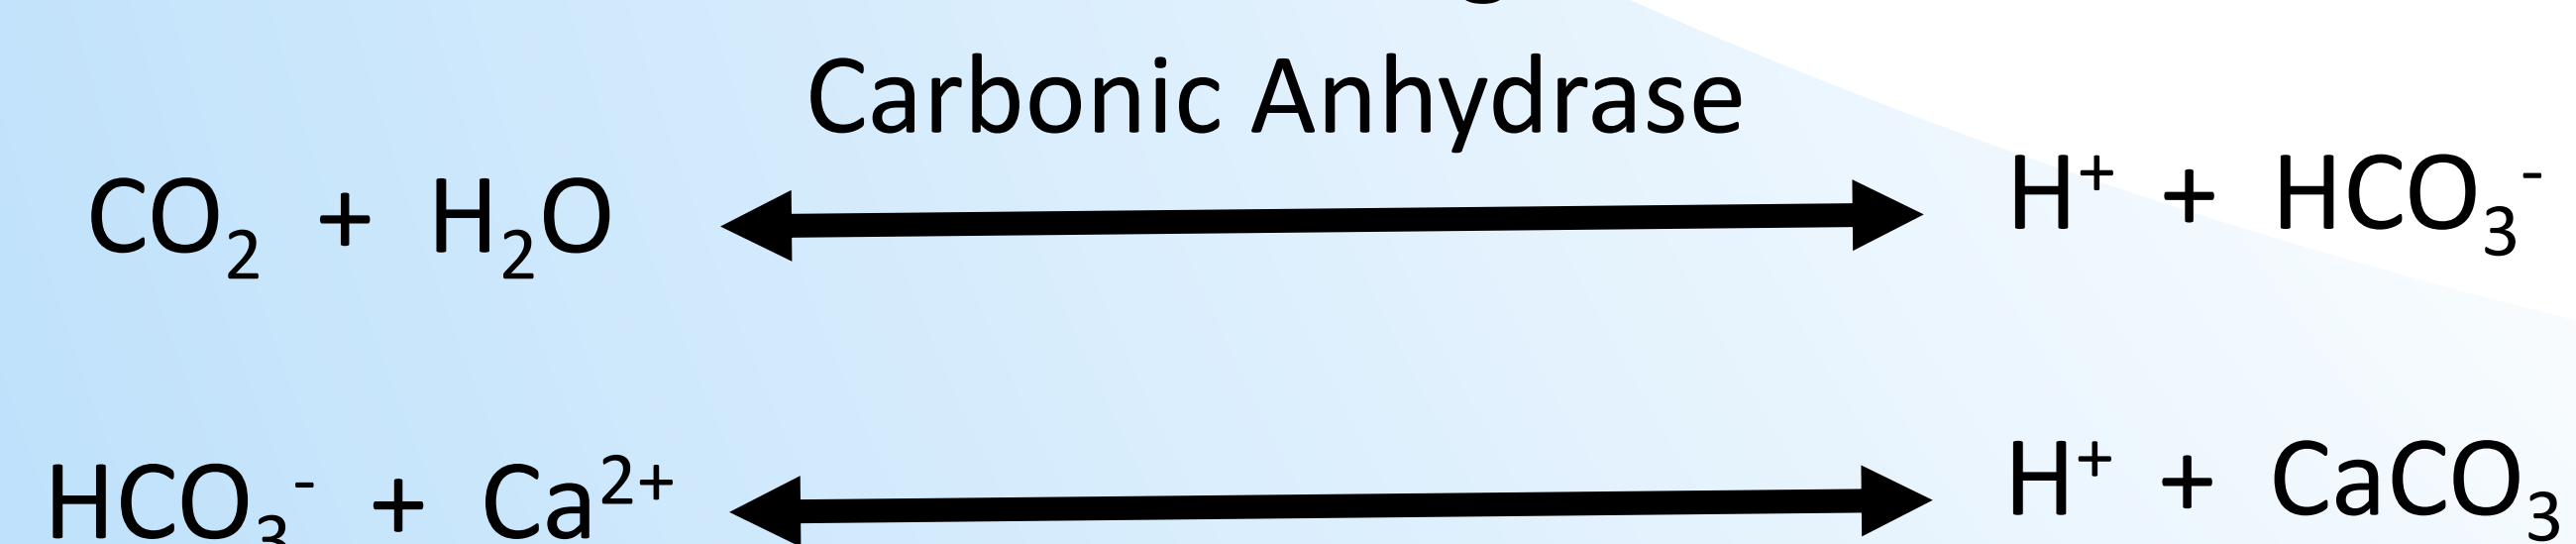 Carbonic Anhydrase
CO₂ + H₂O H⁺ + HCO₃⁻
HCO₃⁻ + Ca²⁺ H⁺ + CaCO₃